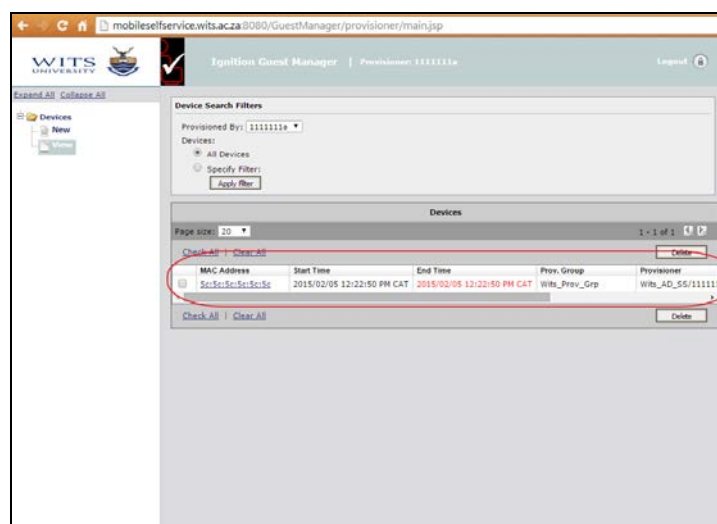 mobileselfservice.wits.ac.za:8080/GuestManager/provisioner/main.jsp
WITS
UNIVERSITY
Ignition Guest Manager | Provisioner: 1111111a
Logout
Expand All Collapse All
Devices
New
View
Device Search Filters
Provisioned By: 1111111a
Devices:
All Devices
Specify Filter:
Apply filter
Devices
Page size: 20
1 - 1 of 1
Check All | Clear All
Delete
MAC Address Start Time End Time Prov. Group Provisioner
5c:5c:5c:5c:5c:5c 2015/02/05 12:22:50 PM CAT 2015/02/05 12:22:50 PM CAT Wits_Prov_Grp Wits_AD_SS/11111
Check All | Clear All
Delete